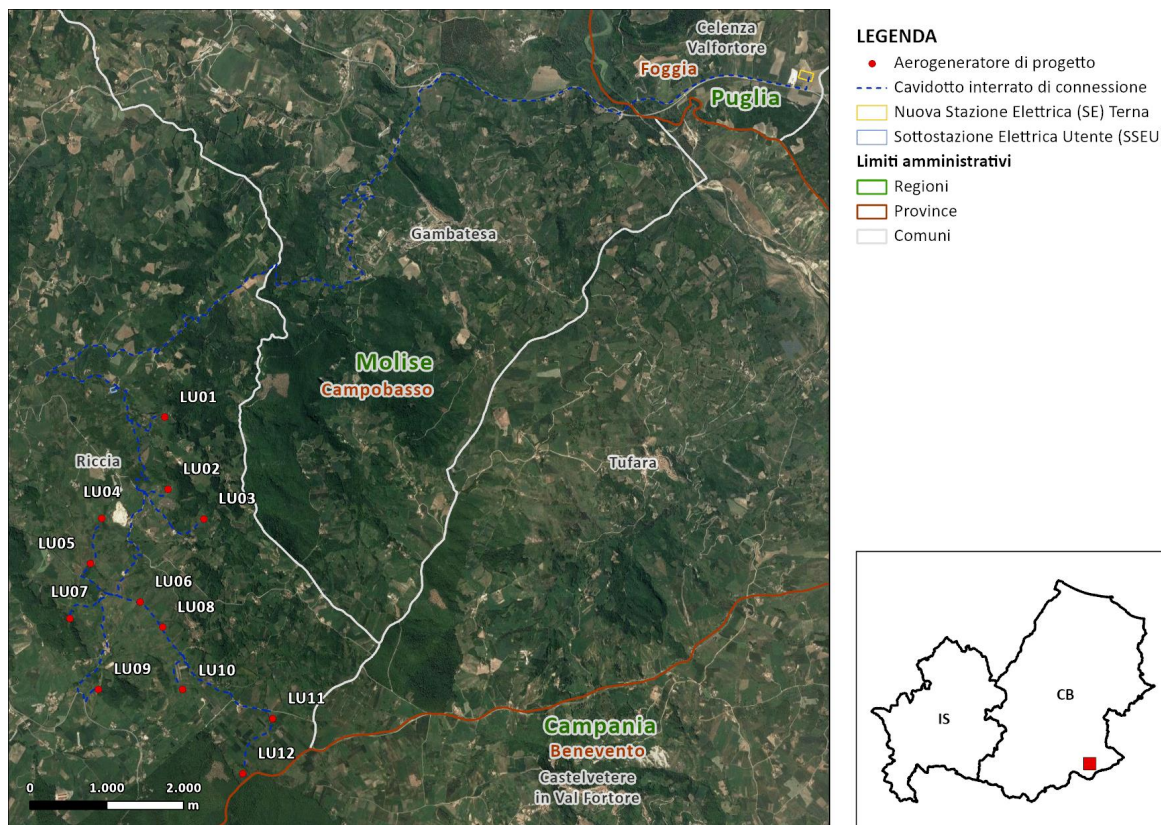 Celenza
Valfortore
Foggia
Puglia
Gambatesa
Molise
Campobasso
LU01
Riccia
LU02
Tufara
LU04
LU03
LU05
LU07
LU06
LU08
LU09
LU10
LU11
Campania
Benevento
LU12
Castelvetere
in Val Fortore
0 1.000 2.000
m
LEGENDA
Aerogeneratore di progetto
Cavidotto interrato di connessione
Nuova Stazione Elettrica (SE) Terna
Sottostazione Elettrica Utente (SSEU
Limiti amministrativi
Regioni
Province
Comuni
CB
IS